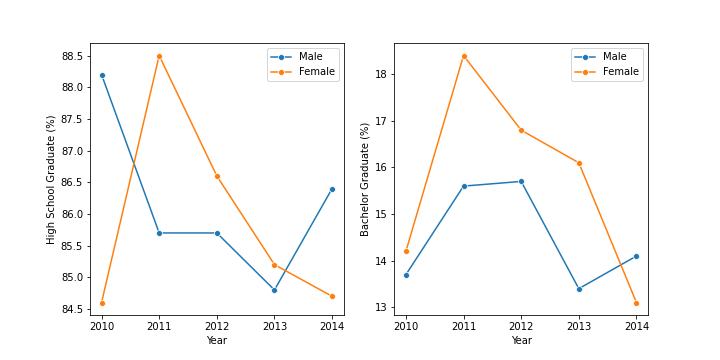 High School Graduate (%)
88.5
88.0
87.5
87.0
86.5
86.0
85.5
85.0
84.5
2010 2011 2012 2013 2014
Year
Male
Female
Bachelor Graduate (%)
18
17
16
15
14
13
2010 2011 2012 2013 2014
Year
Male
Female